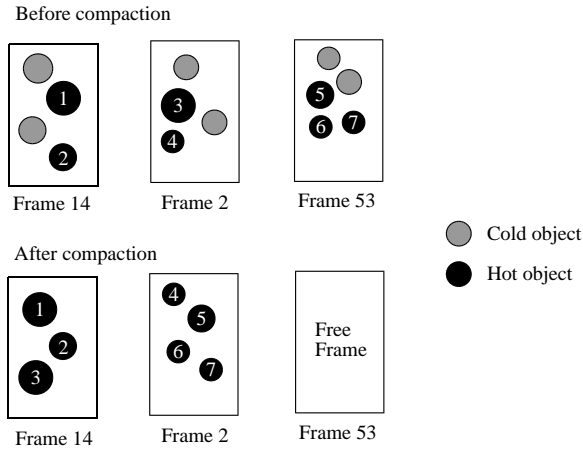 Before compaction
1
2
3
4
5
6 7
Frame 14 Frame 2 Frame 53
Cold object
Hot object
After compaction
1
2
3
4
5
6
7
Free
Frame
Frame 14 Frame 2 Frame 53